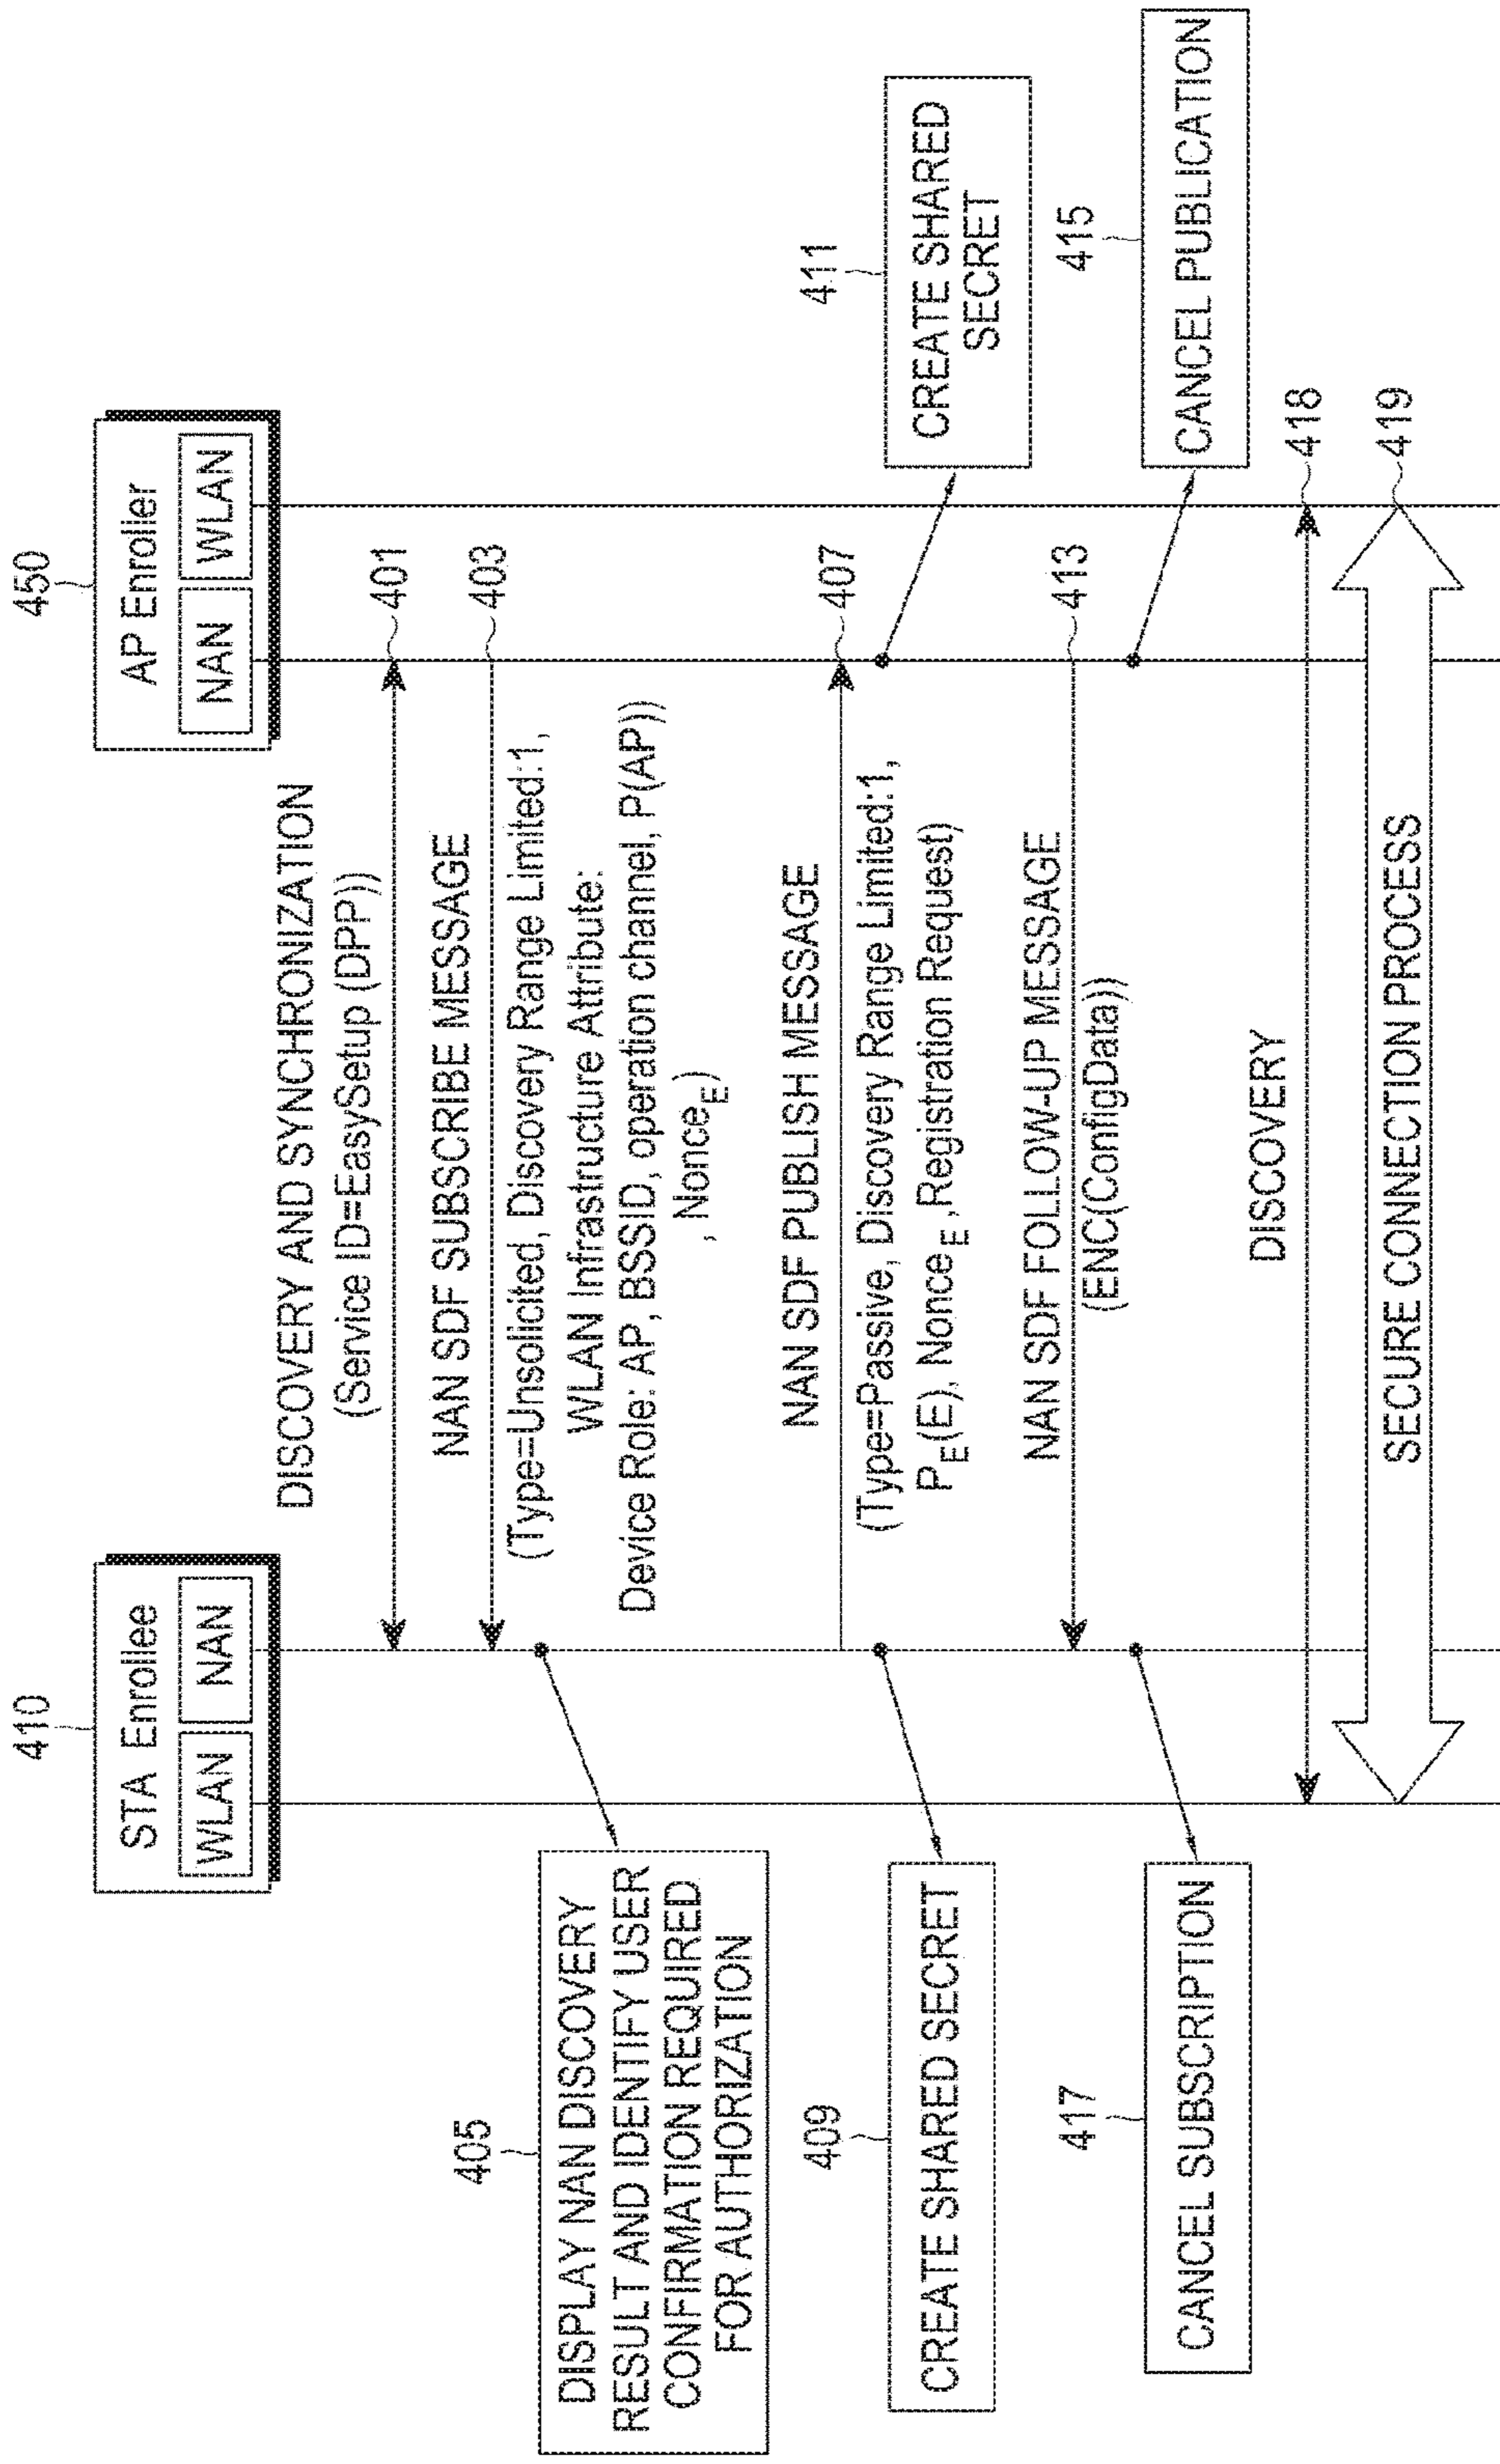 410
450
STA Enrollee
AP Enroller
WLAN
NAN
NAN
WLAN
DISCOVERY AND SYNCHRONIZATION
(Service ID=EasySetup (DPP)))
401
NAN SDF SUBSCRIBE MESSAGE
403
(Type=Unsolicited, Discovery Range Limited:1,
WLAN Infrastructure Attribute:
Device Role: AP, BSSID, operation channel, P(AP))
, NonceE)
405
DISPLAY NAN DISCOVERY
RESULT AND IDENTIFY USER
CONFIRMATION REQUIRED
FOR AUTHORIZATION
NAN SDF PUBLISH MESSAGE
407
(Type=Passive, Discovery Range Limited:1,
PE(E), NonceE,Registration Request)
409
CREATE SHARED SECRET
411
CREATE SHARED
SECRET
NAN SDF FOLLOW-UP MESSAGE
413
(ENC(ConfigData))
415
CANCEL PUBLICATION
417
CANCEL SUBSCRIPTION
DISCOVERY
418
SECURE CONNECTION PROCESS
419